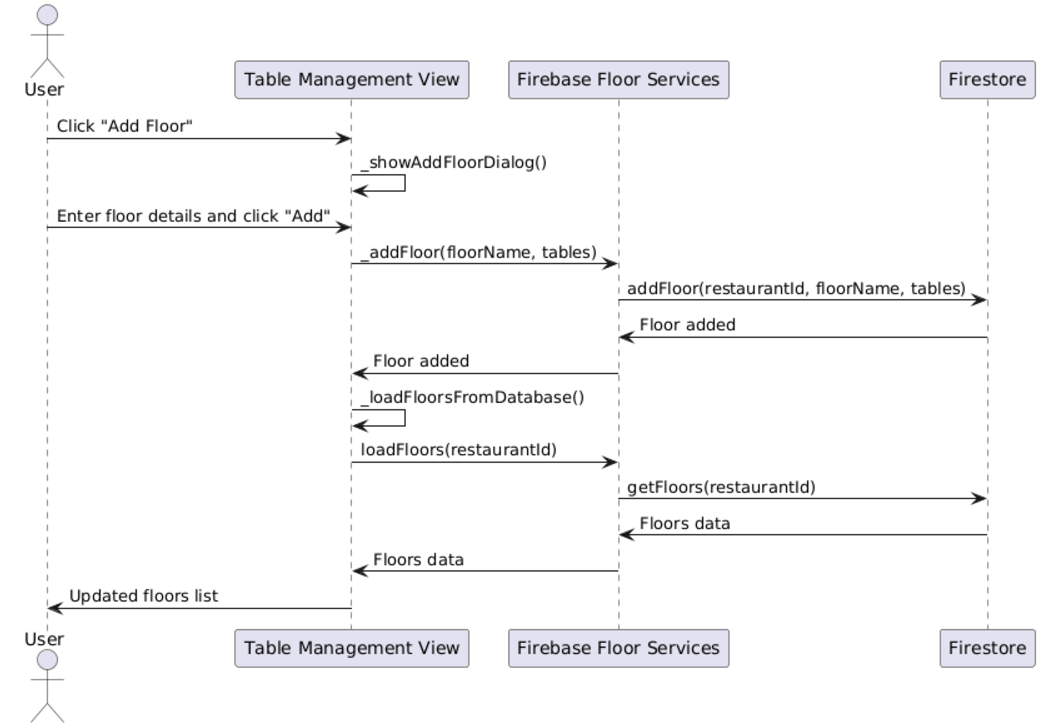 User
Table Management View
Firebase Floor Services
Firestore
Click "Add Floor"
_showAddFloorDialog()
Enter floor details and click "Add"
_addFloor(floorName, tables)
addFloor(restaurantId, floorName, tables)
Floor added
Floor added
_loadFloorsFromDatabase()
loadFloors(restaurantId)
getFloors(restaurantId)
Floors data
Floors data
Updated floors list
User
Table Management View
Firebase Floor Services
Firestore